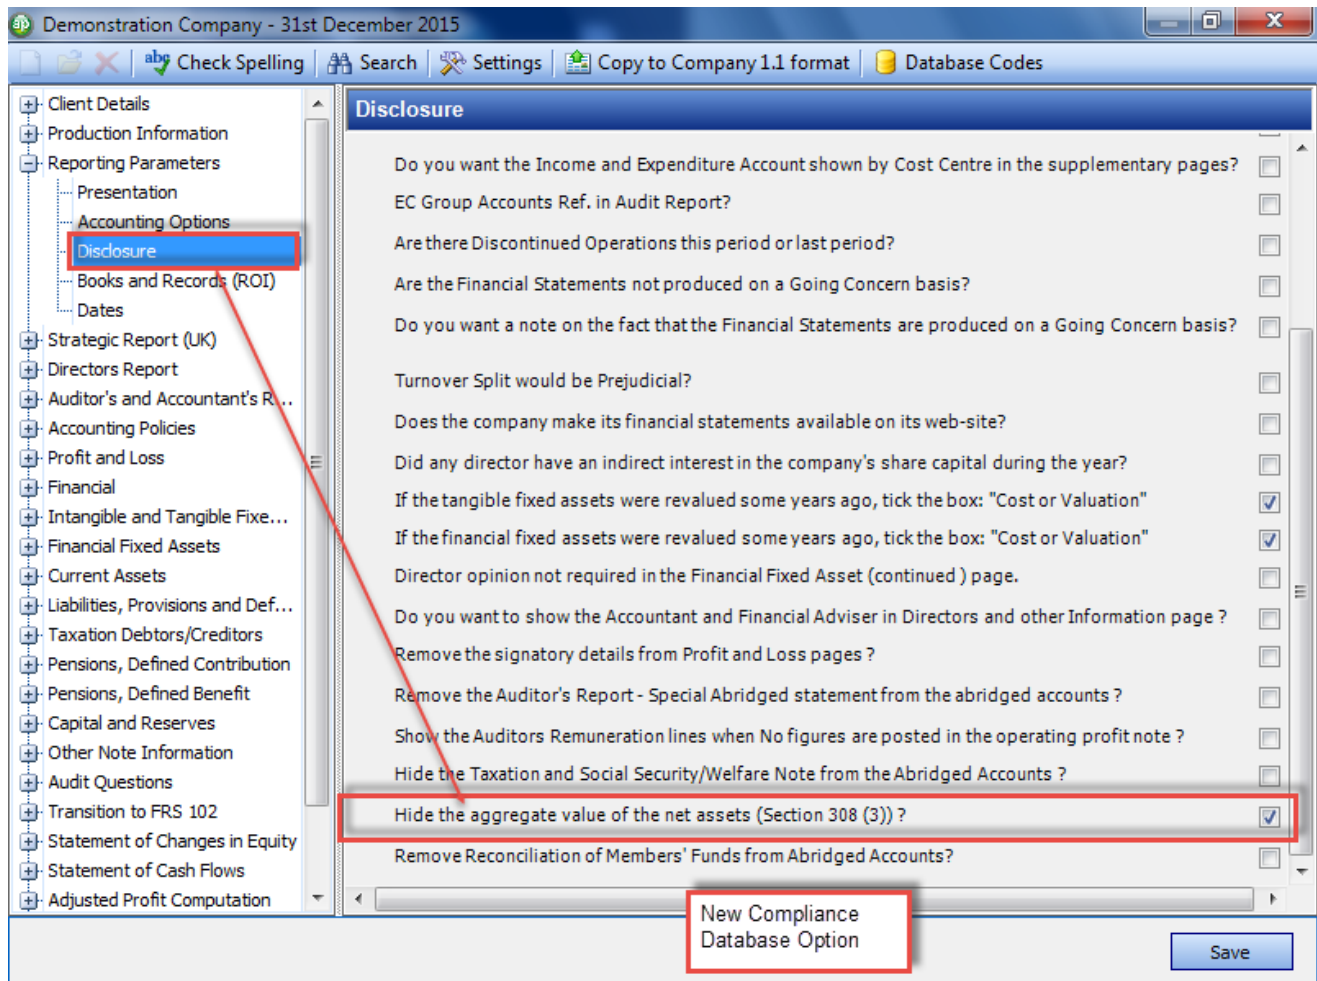 Demonstration Company - 31st December 2015
Check Spelling
Search
Settings
Copy to Company 1.1 format
Database Codes
Client Details
Production Information
Reporting Parameters
Presentation
Accounting Options
Disclosure
Books and Records (ROI)
Dates
Strategic Report (UK)
Directors Report
Auditor's and Accountant's R...
Accounting Policies
Profit and Loss
Financial
Intangible and Tangible Fixe...
Financial Fixed Assets
Current Assets
Liabilities, Provisions and Def...
Taxation Debtors/Creditors
Pensions, Defined Contribution
Pensions, Defined Benefit
Capital and Reserves
Other Note Information
Audit Questions
Transition to FRS 102
Statement of Changes in Equity
Statement of Cash Flows
Adjusted Profit Computation
Disclosure
Do you want the Income and Expenditure Account shown by Cost Centre in the supplementary pages?
EC Group Accounts Ref. in Audit Report?
Are there Discontinued Operations this period or last period?
Are the Financial Statements not produced on a Going Concern basis?
Do you want a note on the fact that the Financial Statements are produced on a Going Concern basis?
Turnover Split would be Prejudicial?
Does the company make its financial statements available on its web-site?
Did any director have an indirect interest in the company's share capital during the year?
If the tangible fixed assets were revalued some years ago, tick the box: "Cost or Valuation"
If the financial fixed assets were revalued some years ago, tick the box: "Cost or Valuation"
Director opinion not required in the Financial Fixed Asset (continued ) page.
Do you want to show the Accountant and Financial Adviser in Directors and other Information page ?
Remove the signatory details from Profit and Loss pages ?
Remove the Auditor's Report - Special Abridged statement from the abridged accounts ?
Show the Auditors Remuneration lines when No figures are posted in the operating profit note ?
Hide the Taxation and Social Security/Welfare Note from the Abridged Accounts ?
Hide the aggregate value of the net assets (Section 308 (3)) ?
Remove Reconciliation of Members' Funds from Abridged Accounts?
New Compliance
Database Option
Save